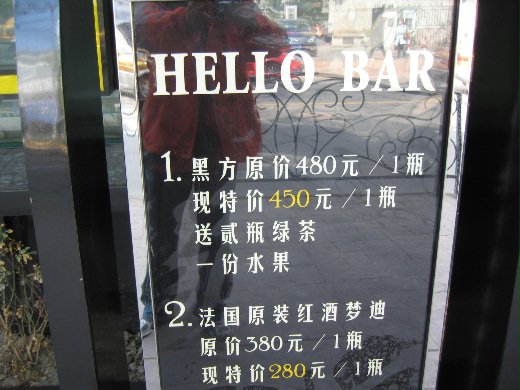 HELLO BAR
1. 黑方原价480元/1瓶
现特价450元/1瓶
送贰瓶绿茶
一份水果
2. 法国原装红酒梦迪
原价380元/1瓶
现特价280元/1瓶